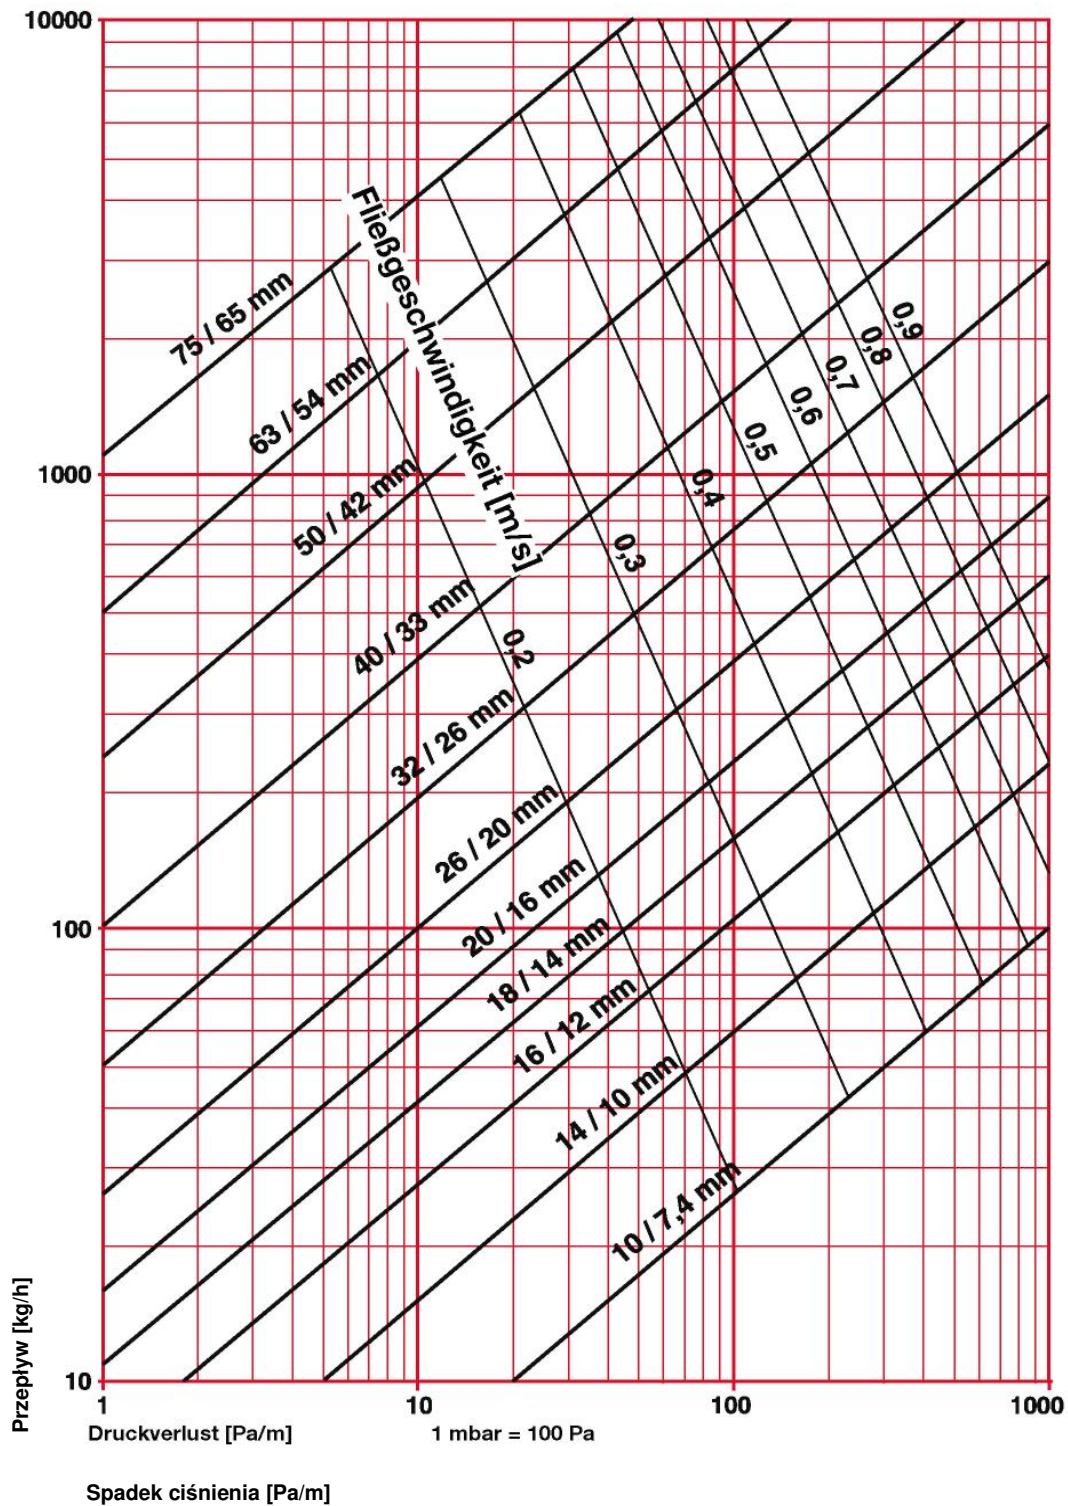 10000
1000
100
10
1
10
100
1000
75 / 65 mm
63 / 54 mm
50 / 42 mm
40 / 33 mm
32 / 26 mm
26 / 20 mm
20 / 16 mm
18 / 14 mm
16 / 12 mm
14 / 10 mm
10 / 7,4 mm
Fließgeschwindigkeit [m/s]
0,2
0,3
0,4
0,5
0,6
0,7
0,8
0,9
Przepływ [kg/h]
Druckverlust [Pa/m]
1 mbar = 100 Pa
Spadek ciśnienia [Pa/m]